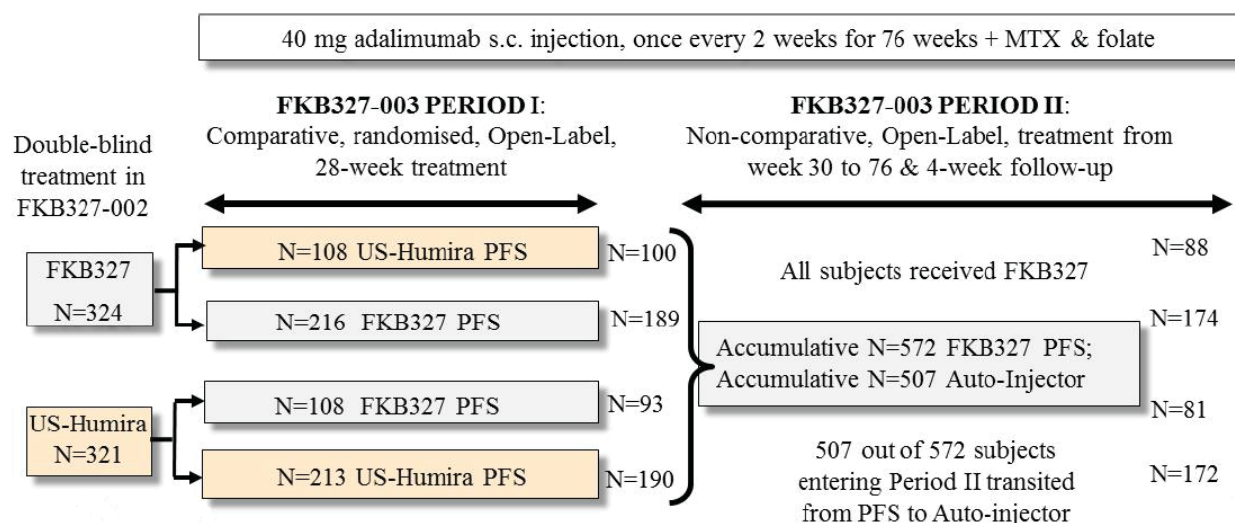 40 mg adalimumab s.c. injection, once every 2 weeks for 76 weeks + MTX & folate
FKB327-003 PERIOD I:
Comparative, randomised, Open-Label,
28-week treatment
FKB327-003 PERIOD II:
Non-comparative, Open-Label, treatment from
week 30 to 76 & 4-week follow-up
Double-blind
treatment in
FKB327-002
FKB327
N=324
N=108 US-Humira PFS
N=100
N=216 FKB327 PFS
N=189
US-Humira
N=321
N=108 FKB327 PFS
N=93
N=213 US-Humira PFS
N=190
All subjects received FKB327
Accumulative N=572 FKB327 PFS;
Accumulative N=507 Auto-Injector
507 out of 572 subjects
entering Period II transited
from PFS to Auto-injector
N=88
N=174
N=81
N=172